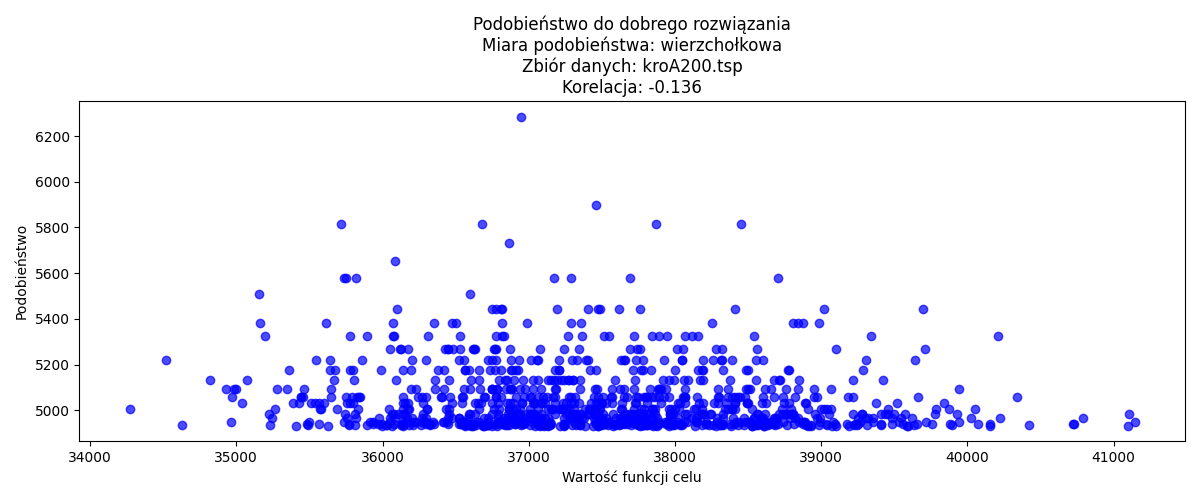 Podobieństwo do dobrego rozwiązania
Miara podobieństwa: wierzchołkowa
Zbiór danych: kroA200.tsp
Korelacja: -0.136
Podobieństwo
6200
6000
5800
5600
5400
5200
5000
34000 35000 36000 37000 38000 39000 40000 41000
Wartość funkcji celu